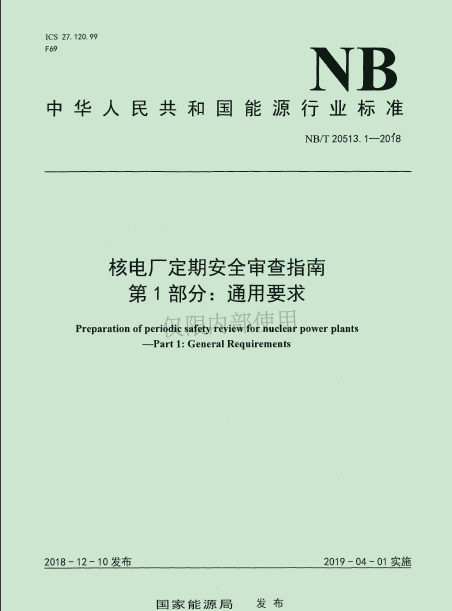 ICS 27.120.99
F69
NB
中华人民共和国能源行业标准
NB/T 20513.1—2018
核电厂定期安全审查指南
第1部分：通用要求
仅限内部使用
Preparation of periodic safety review for nuclear power plants
—Part 1: General Requirements
2018-12-10发布
2019-04-01实施
国家能源局 发布